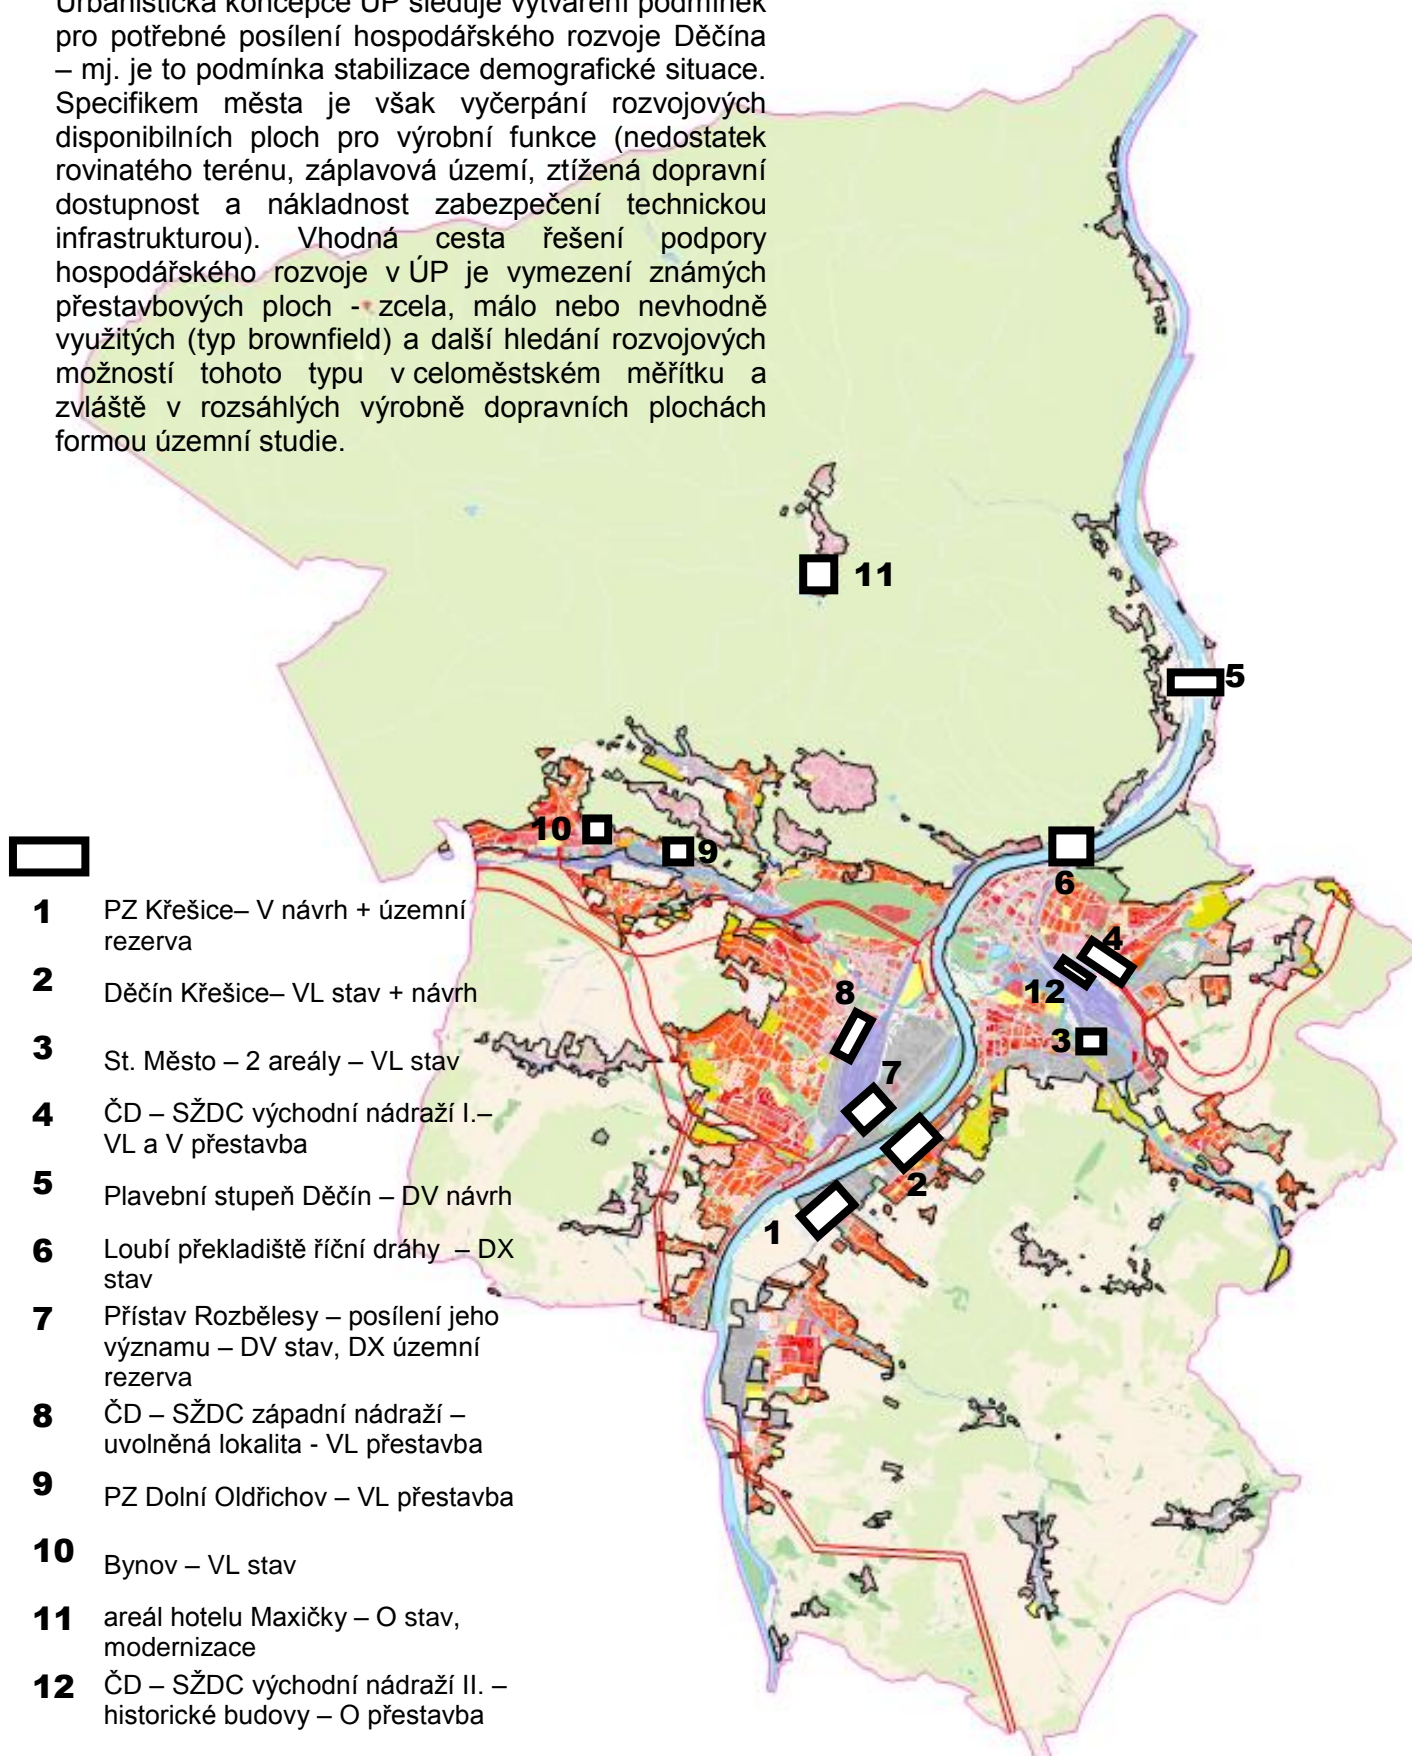 Urbanistická koncepce ÚP sleduje vytváření podmínek
pro potřebné posílení hospodářského rozvoje Děčína
– mj. je to podmínka stabilizace demografické situace.
Specifikem města je však vyčerpání rozvojových
disponibilních ploch pro výrobní funkce (nedostatek
rovinatého terénu, záplavová území, ztížená dopravní
dostupnost a nákladnost zabezpečení technickou
infrastrukturou). Vhodná cesta řešení podpory
hospodářského rozvoje v ÚP je vymezení známých
přestavbových ploch - zcela, málo nebo nevhodně
využitých (typ brownfield) a další hledání rozvojových
možností tohoto typu v celoměstském měřítku a
zvláště v rozsáhlých výrobně dopravních plochách
formou územní studie.
11
5
10
9
6
4
12
8
3
7
2
1
1 PZ Křešice– V návrh + územní
rezerva
2 Děčín Křešice– VL stav + návrh
3 St. Město – 2 areály – VL stav
4 ČD – SŽDC východní nádraží I.–
VL a V přestavba
5 Plavební stupeň Děčín – DV návrh
6 Loubí překladiště říční dráhy – DX
stav
7 Přístav Rozbělesy – posílení jeho
významu – DV stav, DX územní
rezerva
8 ČD – SŽDC západní nádraží –
uvolněná lokalita - VL přestavba
9 PZ Dolní Oldřichov – VL přestavba
10 Bynov – VL stav
11 areál hotelu Maxičky – O stav,
modernizace
12 ČD – SŽDC východní nádraží II. –
historické budovy – O přestavba